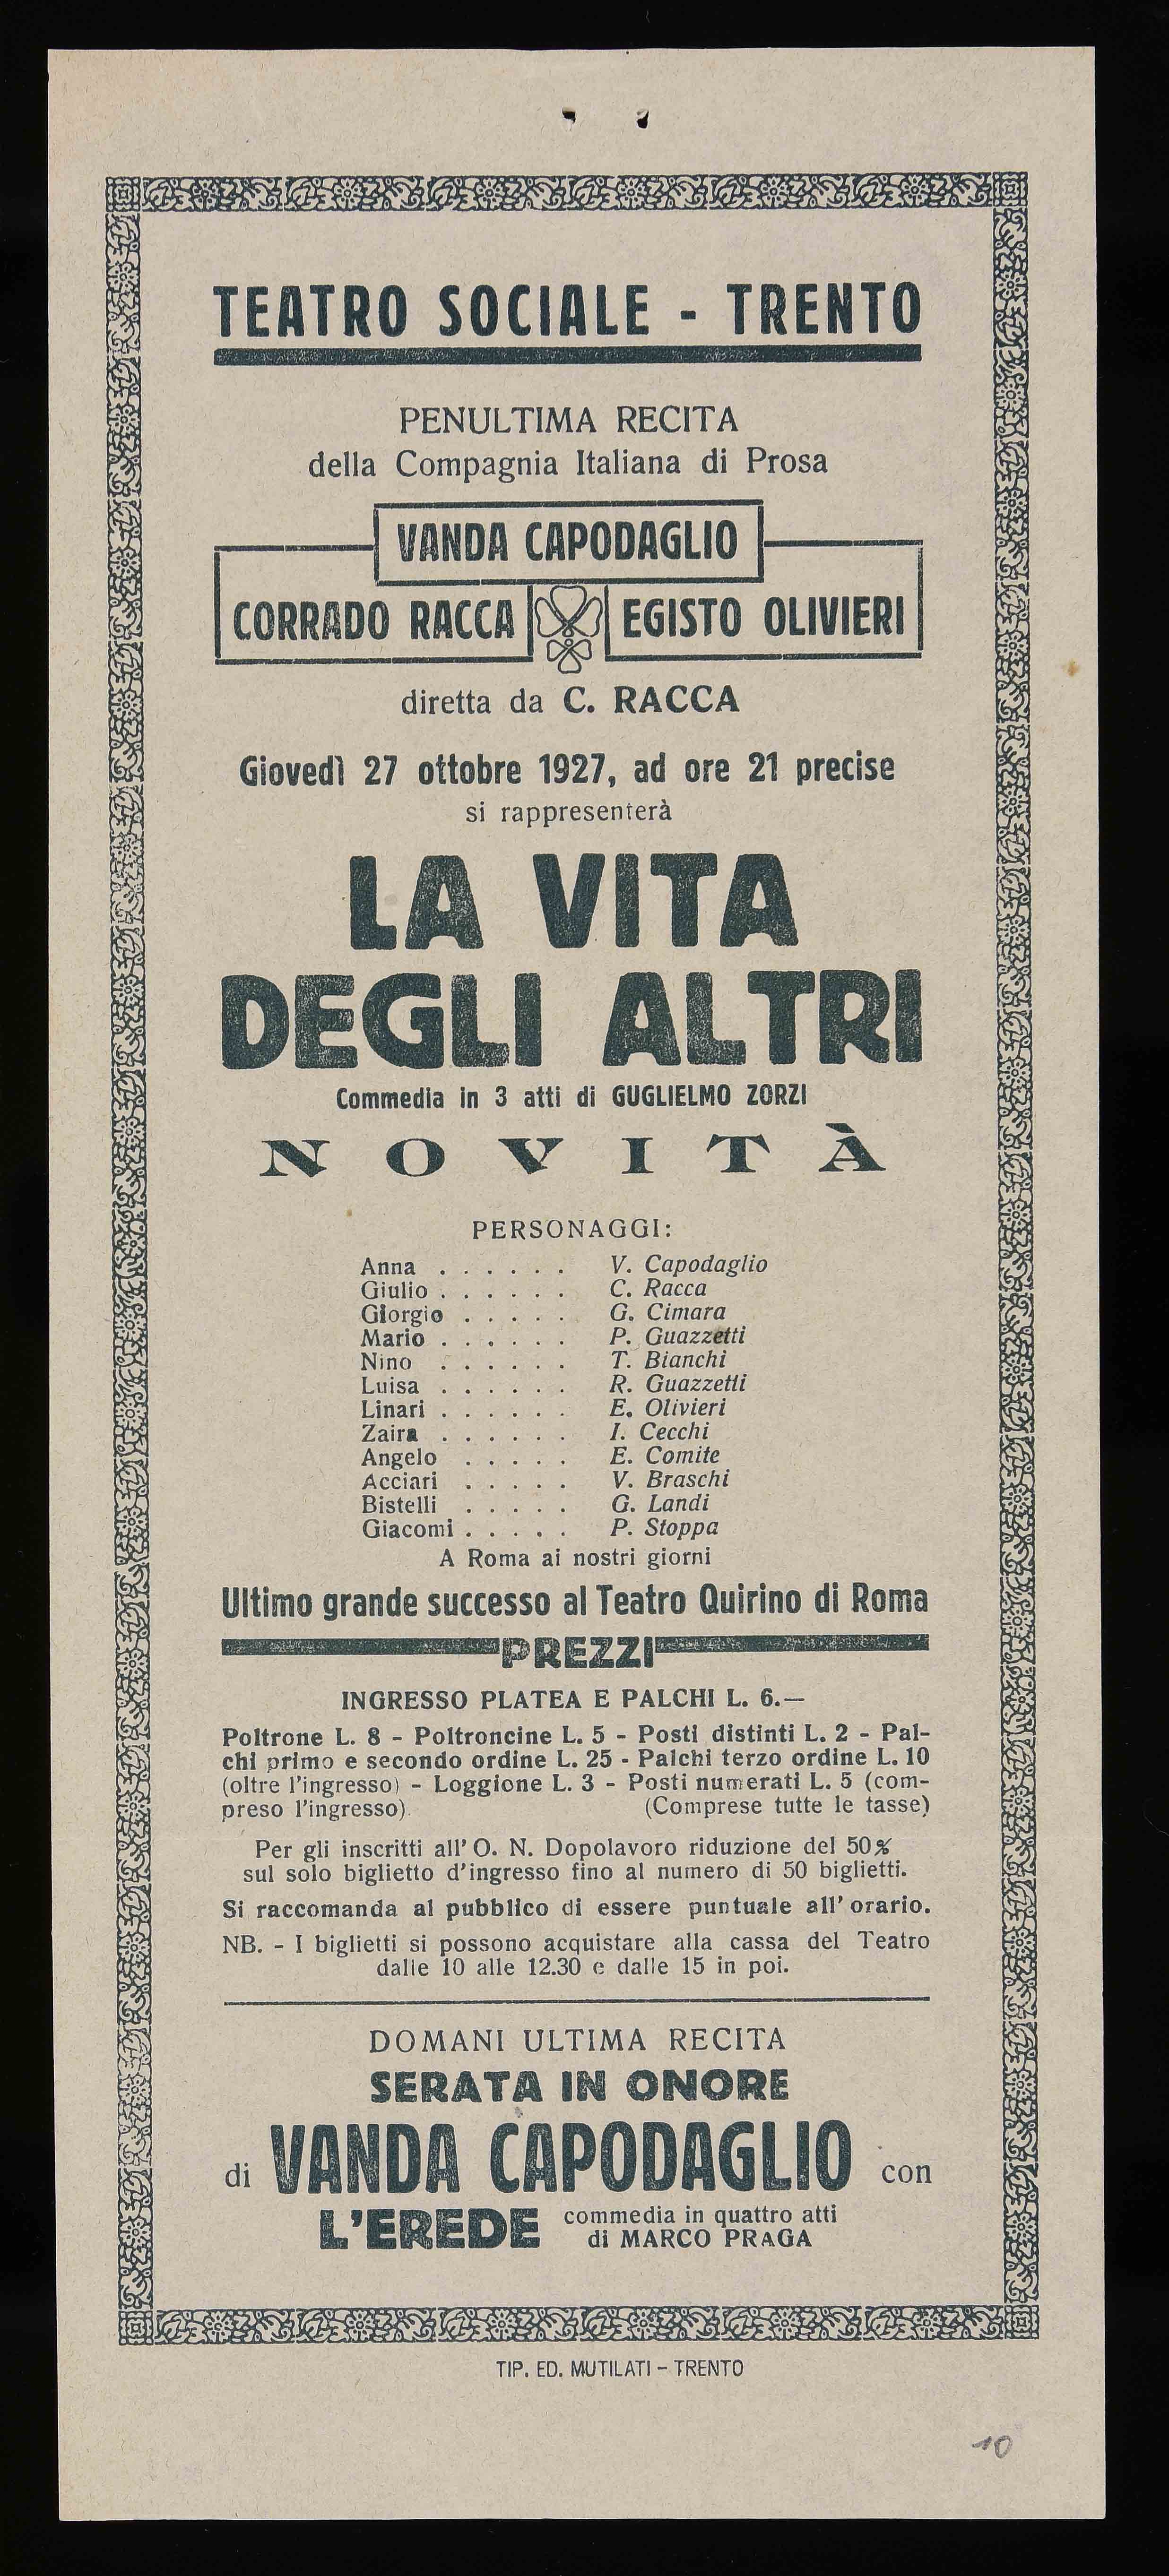 TEATRO SOCIALE - TRENTO
PENULTIMA RECITA
della Compagnia Italiana di Prosa
VANDA CAPODAGLIO
CORRADO RACCA EGISTO OLIVIERI
diretta da C. RACCA
Giovedì 27 ottobre 1927, ad ore 21 precise
si rappresenterà
LA VITA
DEGLI ALTRI
Commedia in 3 atti di GUGLIELMO ZORZI
NOVITÀ
PERSONAGGI:
Anna . . . . . . V. Capodaglio
Giulio . . . . . . C. Racca
Giorgio . . . . . G. Cimara
Mario . . . . . . P. Guazzetti
Nino . . . . . . T. Bianchi
Luisa . . . . . . R. Guazzetti
Linari . . . . . . E. Olivieri
Zaira . . . . . . I. Cecchi
Angelo . . . . . E. Comite
Acciari . . . . . V. Braschi
Bistelli . . . . . G. Landi
Giacomi . . . . . P. Stoppa
A Roma ai nostri giorni
Ultimo grande successo al Teatro Quirino di Roma
PREZZI
INGRESSO PLATEA E PALCHI L. 6.—
Poltrone L. 8 - Poltroncine L. 5 - Posti distinti L. 2 - Pal-
chi primo e secondo ordine L. 25 - Palchi terzo ordine L. 10
(oltre l'ingresso) - Loggione L. 3 - Posti numerati L. 5 (com-
preso l'ingresso). (Comprese tutte le tasse)
Per gli inscritti all' O. N. Dopolavoro riduzione del 50%
sul solo biglietto d'ingresso fino al numero di 50 biglietti.
Si raccomanda al pubblico di essere puntuale all' orario.
NB. - I biglietti si possono acquistare alla cassa del Teatro
dalle 10 alle 12.30 e dalle 15 in poi.
DOMANI ULTIMA RECITA
SERATA IN ONORE
di VANDA CAPODAGLIO con
L'EREDE commedia in quattro atti
di MARCO PRAGA
TIP. ED. MUTILATI - TRENTO
10